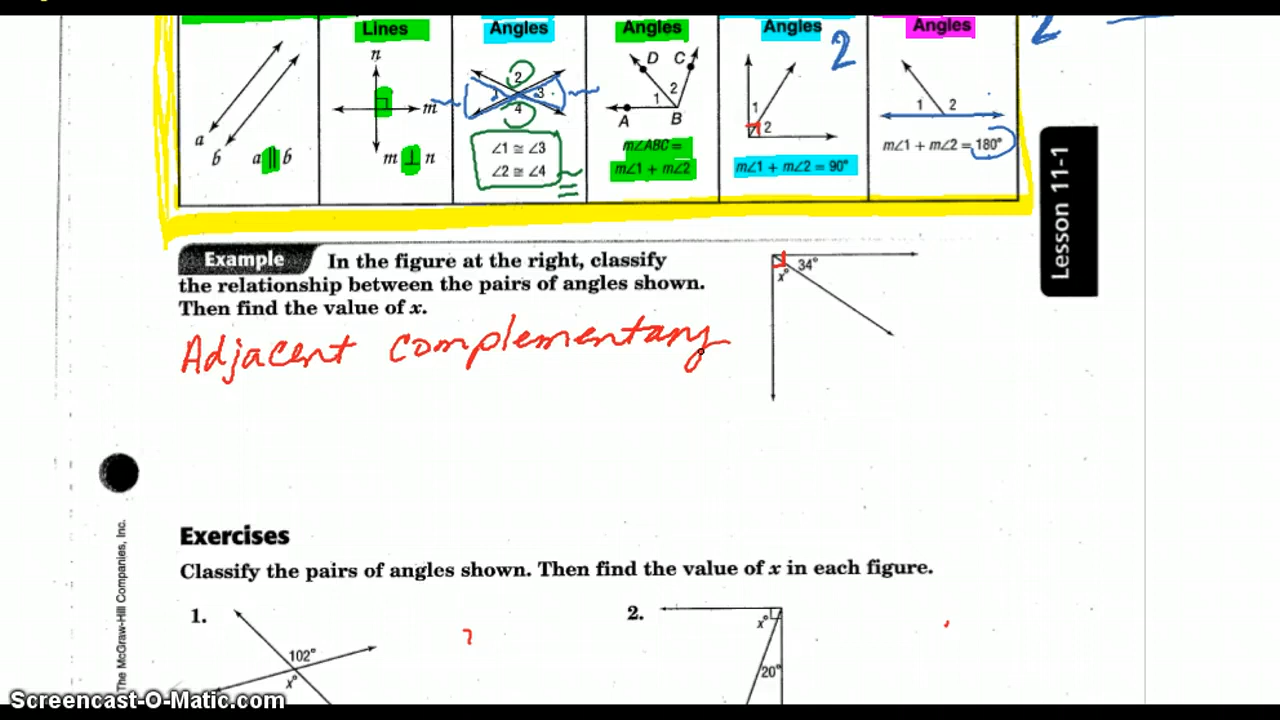 Lines Angles Angles Angles Angles
2
2
n
m
a
b
a ∥ b
m ⊥ n
2
1
3
4
∠1 ≅ ∠3
∠2 ≅ ∠4
D C
1 2
A B
m∠ABC =
m∠1 + m∠2
1
2
m∠1 + m∠2 = 90°
1 2
m∠1 + m∠2 = 180°
Lesson 11-1
Example In the figure at the right, classify
the relationship between the pairs of angles shown.
Then find the value of x.
34°
x°
Adjacent complementary
Exercises
Classify the pairs of angles shown. Then find the value of x in each figure.
1.
102°
x°
2.
x°
20°
The McGraw-Hill Companies, Inc.
Screencast-O-Matic.com